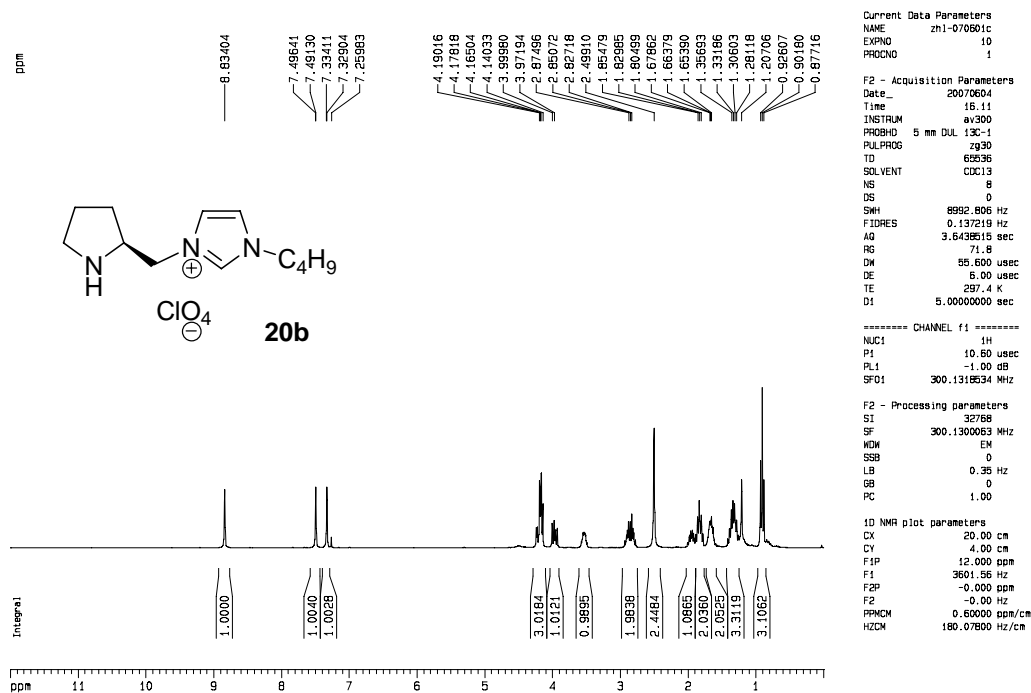 ppm
8.83404
7.49641
7.49130
7.33411
7.32904
7.25983
4.19016
4.17818
4.16504
4.14033
3.99980
3.97194
2.87496
2.85072
2.82718
2.49910
1.85479
1.82985
1.80499
1.67862
1.66379
1.65390
1.35693
1.33186
1.30603
1.28118
1.20706
0.92607
0.90180
0.87716
N
H
N
⊕
N
C4H9
ClO4
⊖
20b
Integral
1.0000
1.0040
1.0028
3.0184
1.0121
0.9895
1.9838
2.4484
1.0865
2.0360
2.0525
3.3119
3.1062
ppm 11 10 9 8 7 6 5 4 3 2 1
Current Data Parameters
NAME zhl-070601c
EXPNO 10
PROCNO 1
F2 - Acquisition Parameters
Date_ 20070604
Time 16.11
INSTRUM av300
PROBHD 5 mm DUL 13C-1
PULPROG zg30
TD 65536
SOLVENT CDCl3
NS 8
DS 0
SWH 8992.806 Hz
FIDRES 0.137219 Hz
AQ 3.6438515 sec
RG 71.8
DW 55.600 usec
DE 6.00 usec
TE 297.4 K
D1 5.00000000 sec
======== CHANNEL f1 ========
NUC1 1H
P1 10.60 usec
PL1 -1.00 dB
SFO1 300.1318534 MHz
F2 - Processing parameters
SI 32768
SF 300.1300063 MHz
WDW EM
SSB 0
LB 0.35 Hz
GB 0
PC 1.00
1D NMR plot parameters
CX 20.00 cm
CY 4.00 cm
F1P 12.000 ppm
F1 3601.56 Hz
F2P -0.000 ppm
F2 -0.00 Hz
PPMCM 0.60000 ppm/cm
HZCM 180.07800 Hz/cm